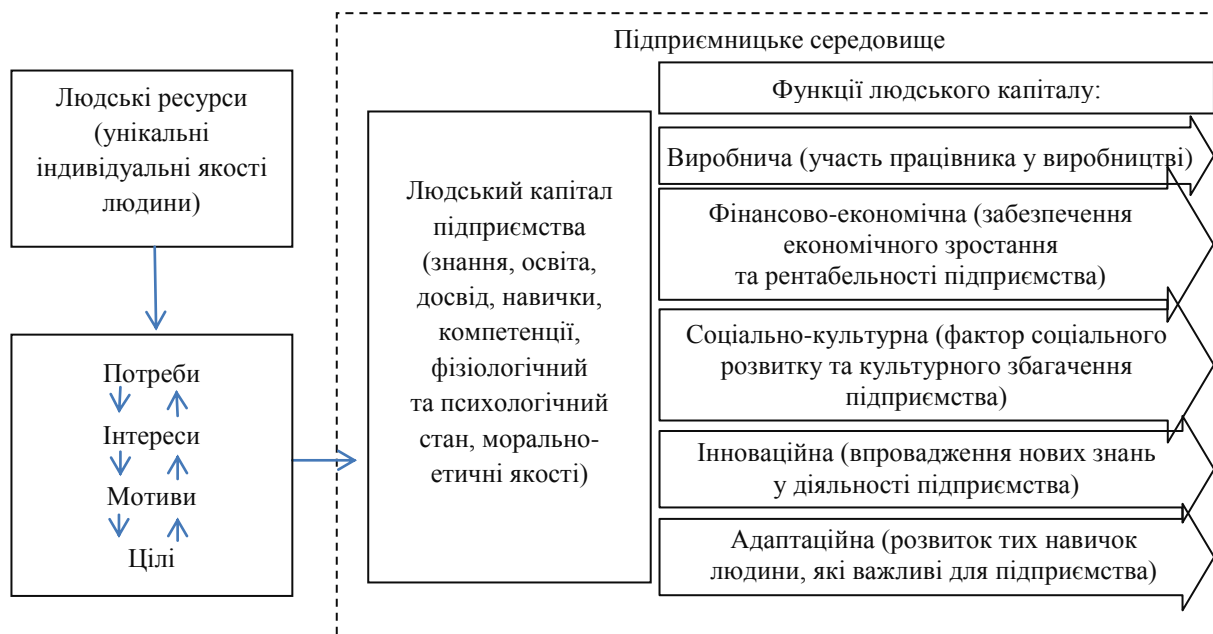 Підприємницьке середовище
Людські ресурси
(унікальні
індивідуальні якості
людини)
Потреби
Інтереси
Мотиви
Цілі
Людський капітал
підприємства
(знання, освіта,
досвід, навички,
компетенції,
фізіологічний
та психологічний
стан, морально-
етичні якості)
Функції людського капіталу:
Виробнича (участь працівника у виробництві)
Фінансово-економічна (забезпечення
економічного зростання
та рентабельності підприємства)
Соціально-культурна (фактор соціального
розвитку та культурного збагачення
підприємства)
Інноваційна (впровадження нових знань
у діяльності підприємства)
Адаптаційна (розвиток тих навичок
людини, які важливі для підприємства)